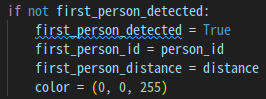 if not first_person_detected:
    first_person_detected = True
    first_person_id = person_id
    first_person_distance = distance
    color = (0, 0, 255)